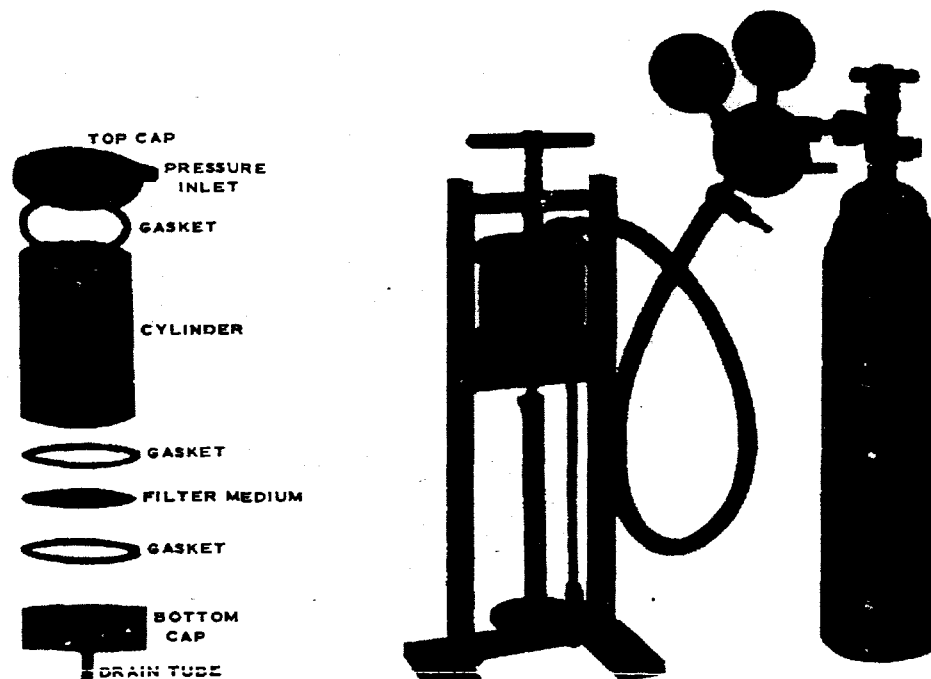 TOP CAP
PRESSURE
INLET
GASKET
CYLINDER
GASKET
FILTER MEDIUM
GASKET
BOTTOM
CAP
DRAIN TUBE